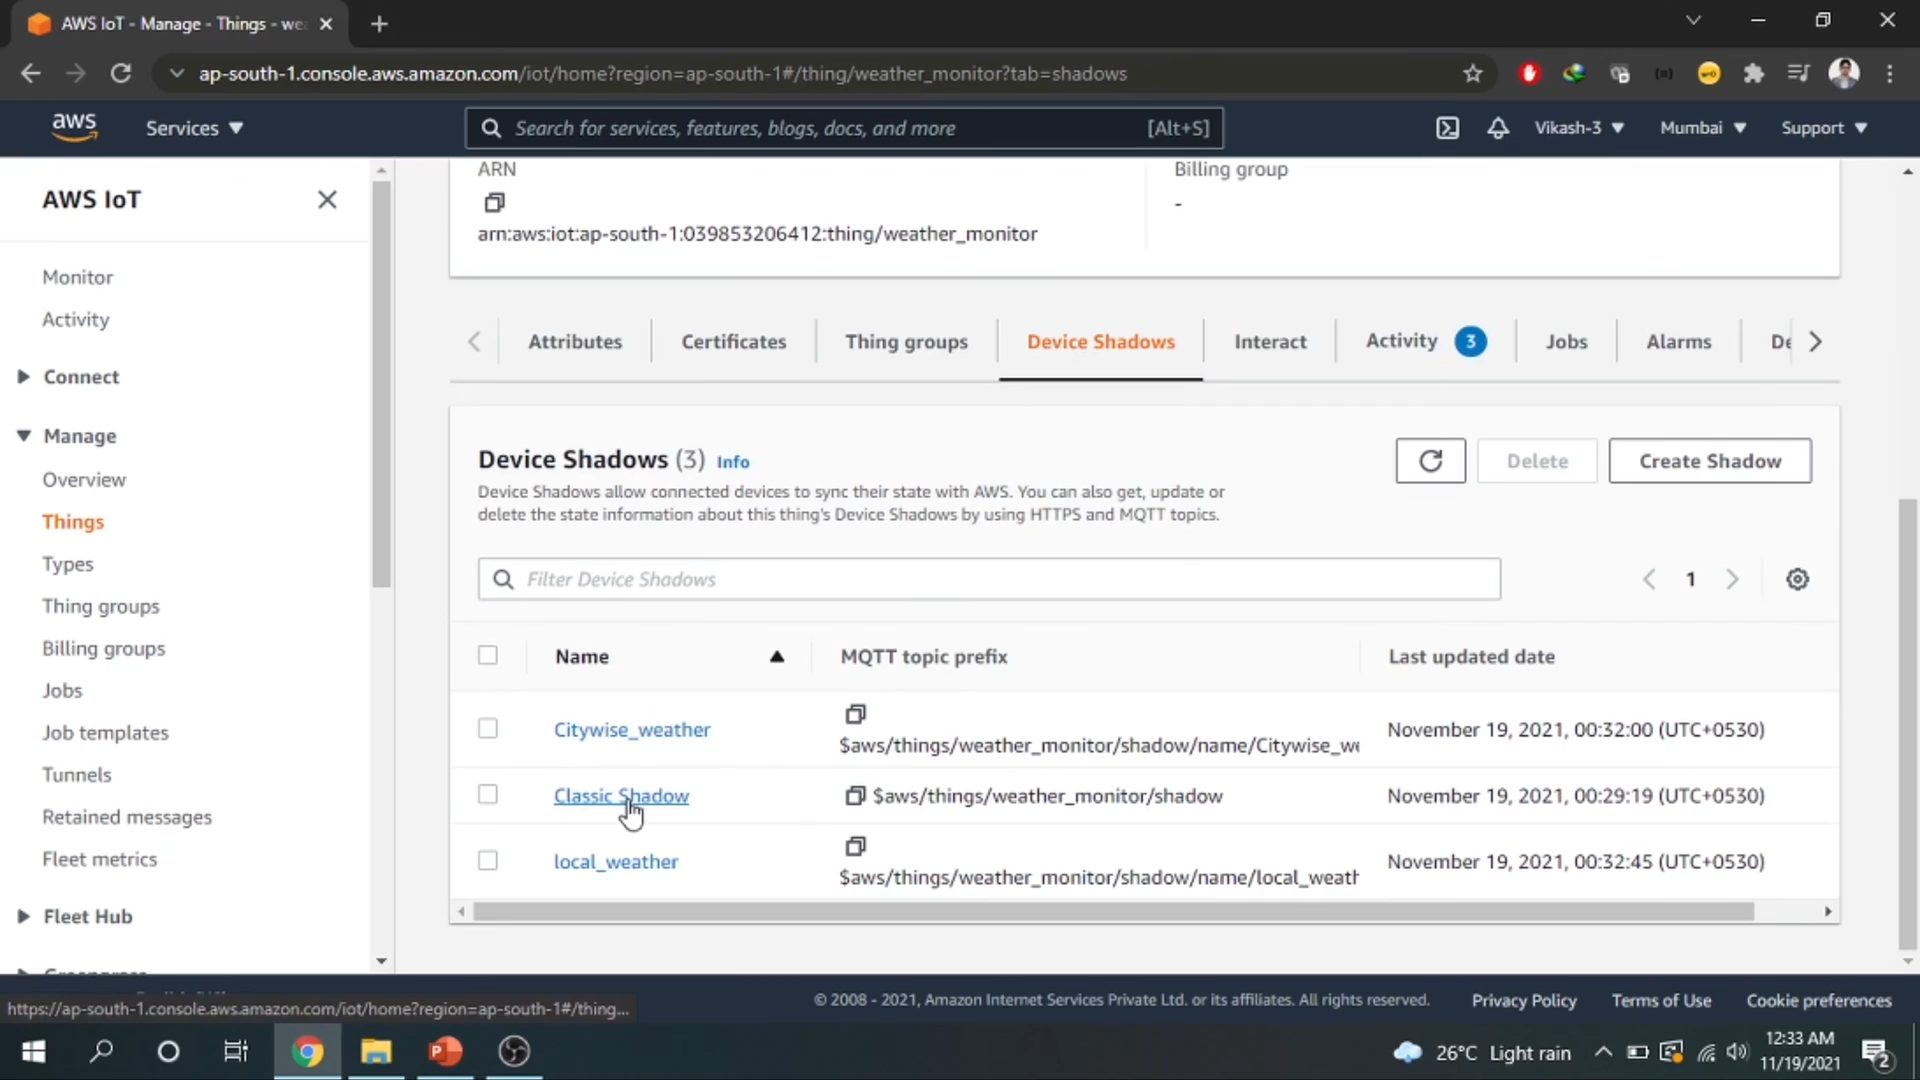 AWS IoT - Manage - Things - we
ap-south-1.console.aws.amazon.com/iot/home?region=ap-south-1#/thing/weather_monitor?tab=shadows
aws
Services
Search for services, features, blogs, docs, and more
[Alt+S]
Vikash-3
Mumbai
Support
AWS IoT
Monitor
Activity
Connect
Manage
Overview
Things
Types
Thing groups
Billing groups
Jobs
Job templates
Tunnels
Retained messages
Fleet metrics
Fleet Hub
ARN
arn:aws:iot:ap-south-1:039853206412:thing/weather_monitor
Billing group
-
Attributes
Certificates
Thing groups
Device Shadows
Interact
Activity 3
Jobs
Alarms
De
Device Shadows (3) Info
Device Shadows allow connected devices to sync their state with AWS. You can also get, update or
delete the state information about this thing's Device Shadows by using HTTPS and MQTT topics.
Delete
Create Shadow
Filter Device Shadows
1
Name
MQTT topic prefix
Last updated date
Citywise_weather
$aws/things/weather_monitor/shadow/name/Citywise_we
November 19, 2021, 00:32:00 (UTC+0530)
Classic Shadow
$aws/things/weather_monitor/shadow
November 19, 2021, 00:29:19 (UTC+0530)
local_weather
$aws/things/weather_monitor/shadow/name/local_weath
November 19, 2021, 00:32:45 (UTC+0530)
https://ap-south-1.console.aws.amazon.com/iot/home?region=ap-south-1#/thing...
© 2008 - 2021, Amazon Internet Services Private Ltd. or its affiliates. All rights reserved.
Privacy Policy
Terms of Use
Cookie preferences
26°C Light rain
12:33 AM
11/19/2021
2